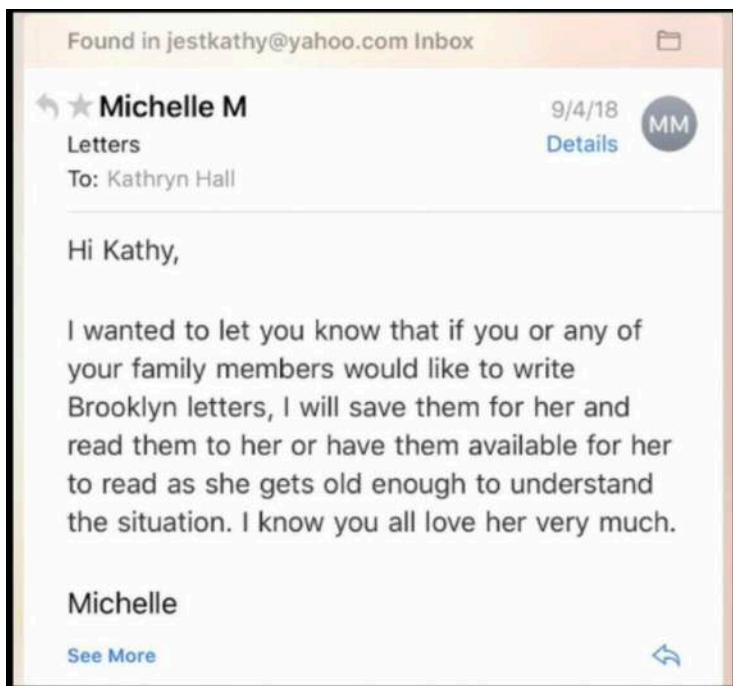 Found in jestkathy@yahoo.com Inbox
Michelle M
9/4/18
MM
Letters
Details
To: Kathryn Hall
Hi Kathy,
I wanted to let you know that if you or any of
your family members would like to write
Brooklyn letters, I will save them for her and
read them to her or have them available for her
to read as she gets old enough to understand
the situation. I know you all love her very much.
Michelle
See More